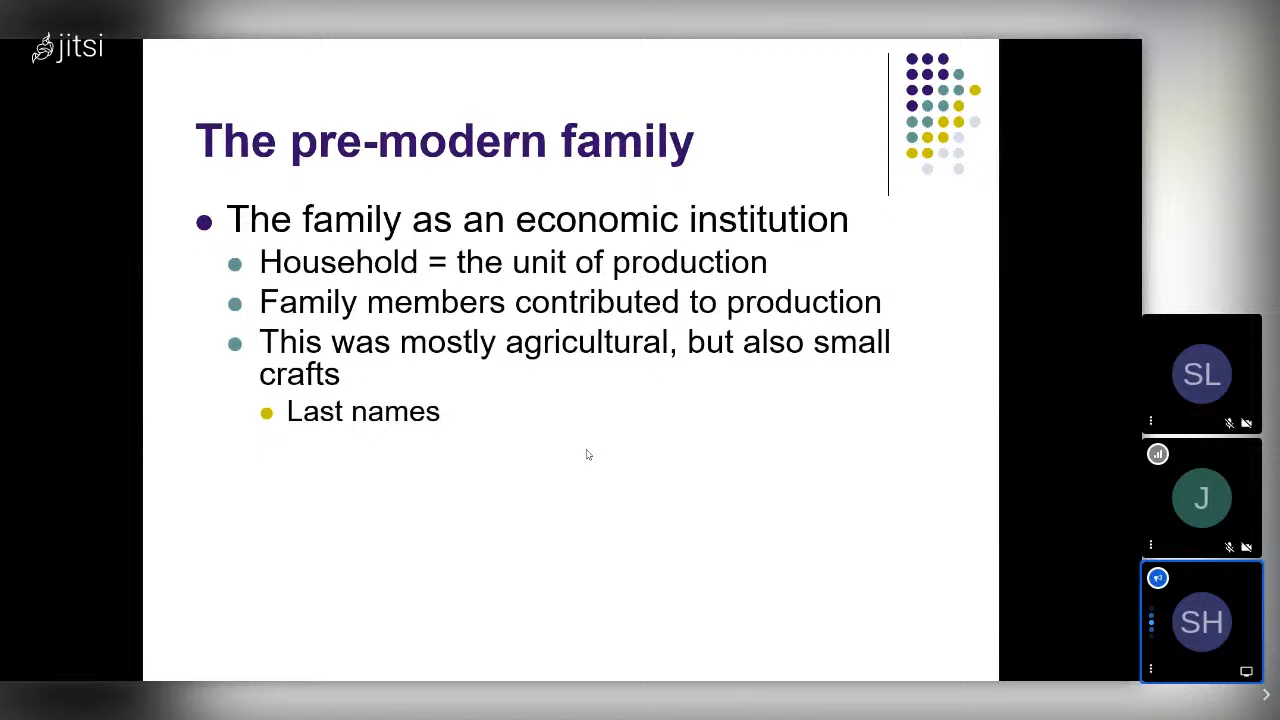 jitsi
The pre-modern family
The family as an economic institution
Household = the unit of production
Family members contributed to production
This was mostly agricultural, but also small
crafts
Last names
SL
J
SH